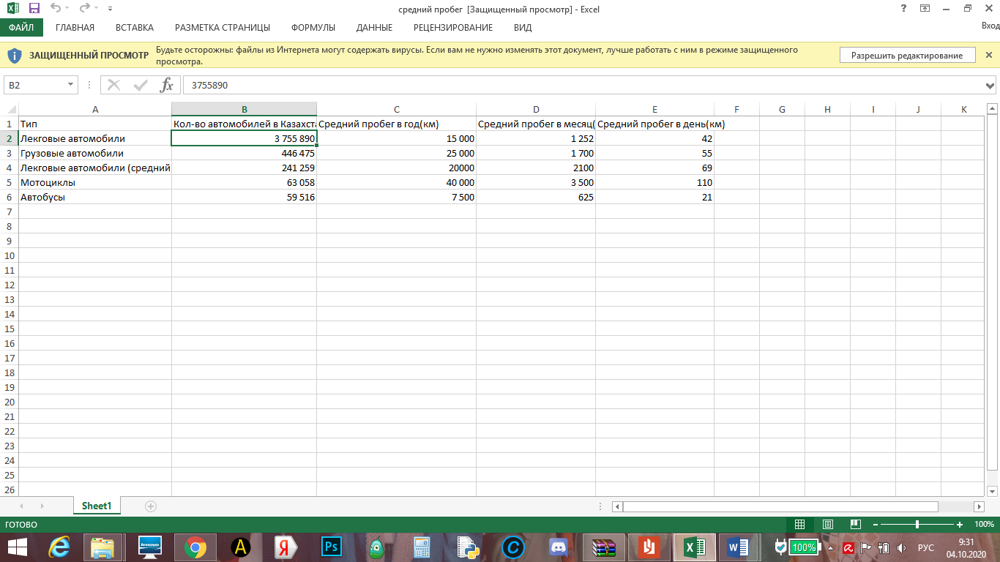 средний пробег [Защищенный просмотр] - Excel
ФАЙЛ ГЛАВНАЯ ВСТАВКА РАЗМЕТКА СТРАНИЦЫ ФОРМУЛЫ ДАННЫЕ РЕЦЕНЗИРОВАНИЕ ВИД Вход
ЗАЩИЩЕННЫЙ ПРОСМОТР Будьте осторожны: файлы из Интернета могут содержать вирусы. Если вам не нужно изменять этот документ, лучше работать с ним в режиме защищенного
просмотра.
Разрешить редактирование
B2 fx 3755890
A B C D E F G H I J K
1 Тип Кол-во автомобилей в Казахста Средний пробег в год(км) Средний пробег в месяц( Средний пробег в день(км)
2 Лекговые автомобили 3 755 890 15 000 1 252 42
3 Грузовые автомобили 446 475 25 000 1 700 55
4 Лекговые автомобили (средний 241 259 20000 2100 69
5 Мотоциклы 63 058 40 000 3 500 110
6 Автобусы 59 516 7 500 625 21
7
8
9
10
11
12
13
14
15
16
17
18
19
20
21
22
23
24
25
26
Sheet1
ГОТОВО 100%
lenovo A Я Ps C 100% РУС 9:31
04.10.2020